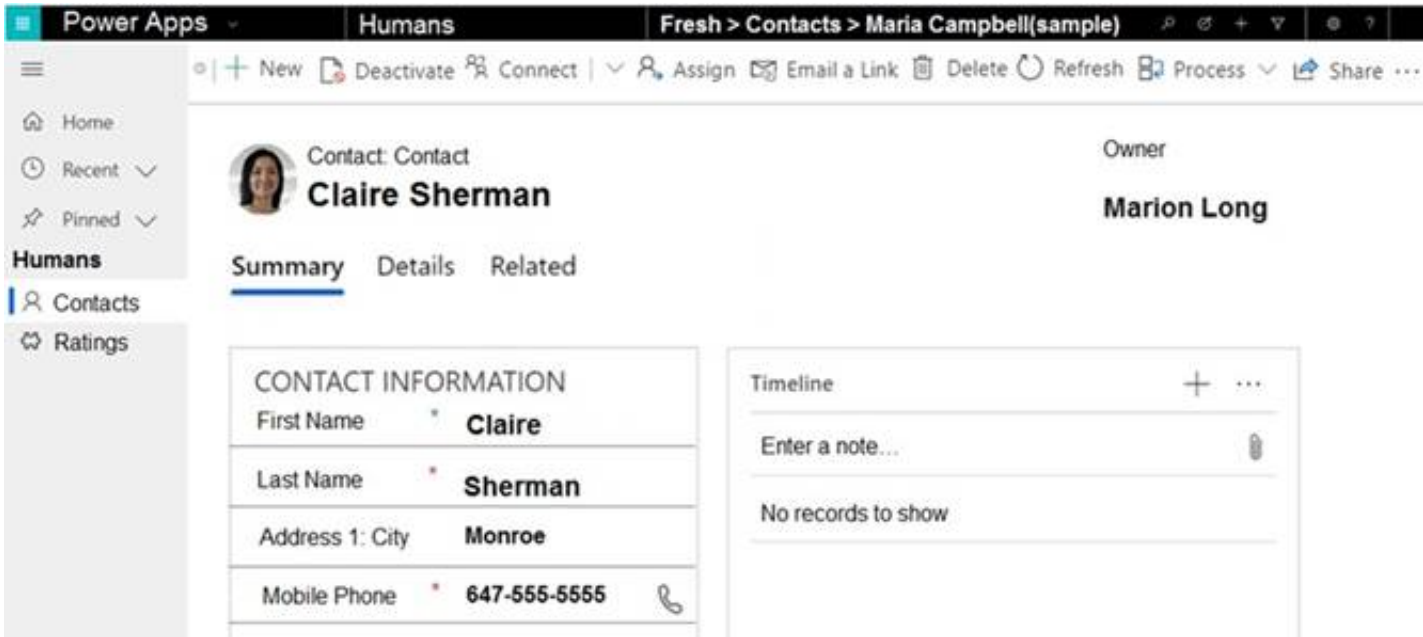 Power Apps Humans Fresh > Contacts > Maria Campbell(sample) ?
New Deactivate Connect Assign Email a Link Delete Refresh Process Share ...
Home
Recent
Pinned
Humans
Contacts
Ratings
Contact: Contact
Claire Sherman
Owner
Marion Long
Summary Details Related
CONTACT INFORMATION
First Name * Claire
Last Name * Sherman
Address 1: City Monroe
Mobile Phone * 647-555-5555
Timeline
Enter a note...
No records to show